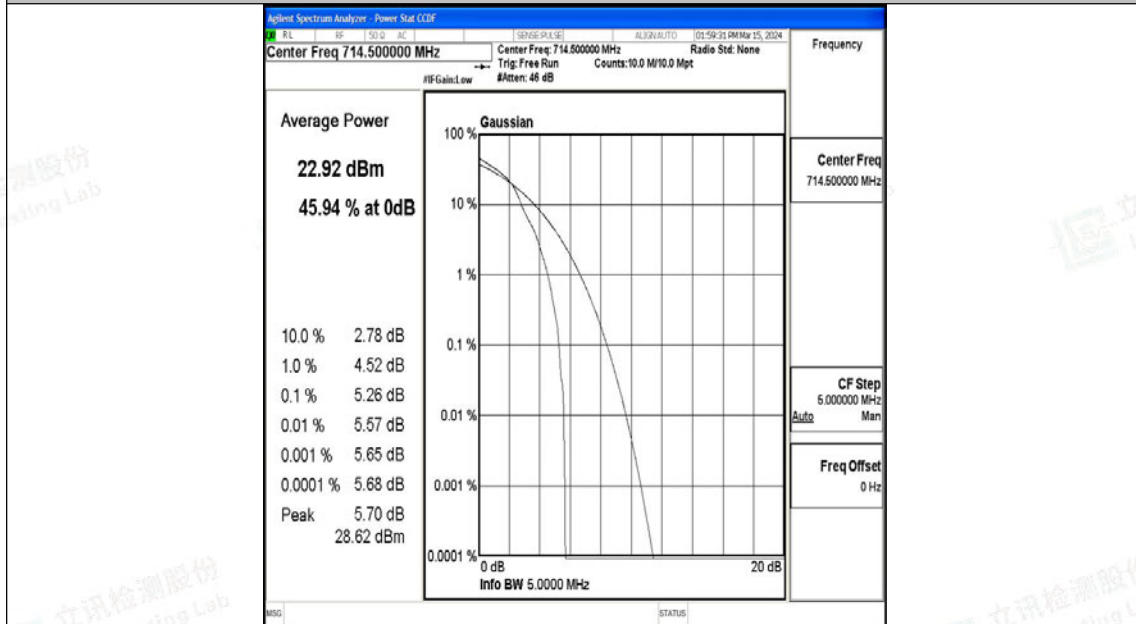 Agilent Spectrum Analyzer - Power Stat CCDF
RL RF 50 Ω AC SENSE:PULSE ALIGNAUTO 01:59:31 PM Mar 15, 2024
Center Freq 714.500000 MHz
Center Freq: 714.500000 MHz Radio Std: None
Trig: Free Run Counts:10.0 M/10.0 Mpt
#IFGain:Low #Atten: 46 dB
Frequency
Average Power
22.92 dBm
45.94 % at 0dB
10.0 % 2.78 dB
1.0 % 4.52 dB
0.1 % 5.26 dB
0.01 % 5.57 dB
0.001 % 5.65 dB
0.0001 % 5.68 dB
Peak 5.70 dB
28.62 dBm
Gaussian
100 %
10 %
1 %
0.1 %
0.01 %
0.001 %
0.0001 %
0 dB 20 dB
Info BW 5.0000 MHz
Center Freq
714.500000 MHz
CF Step
5.000000 MHz
Auto Man
Freq Offset
0 Hz
MSG STATUS
立讯检测股份